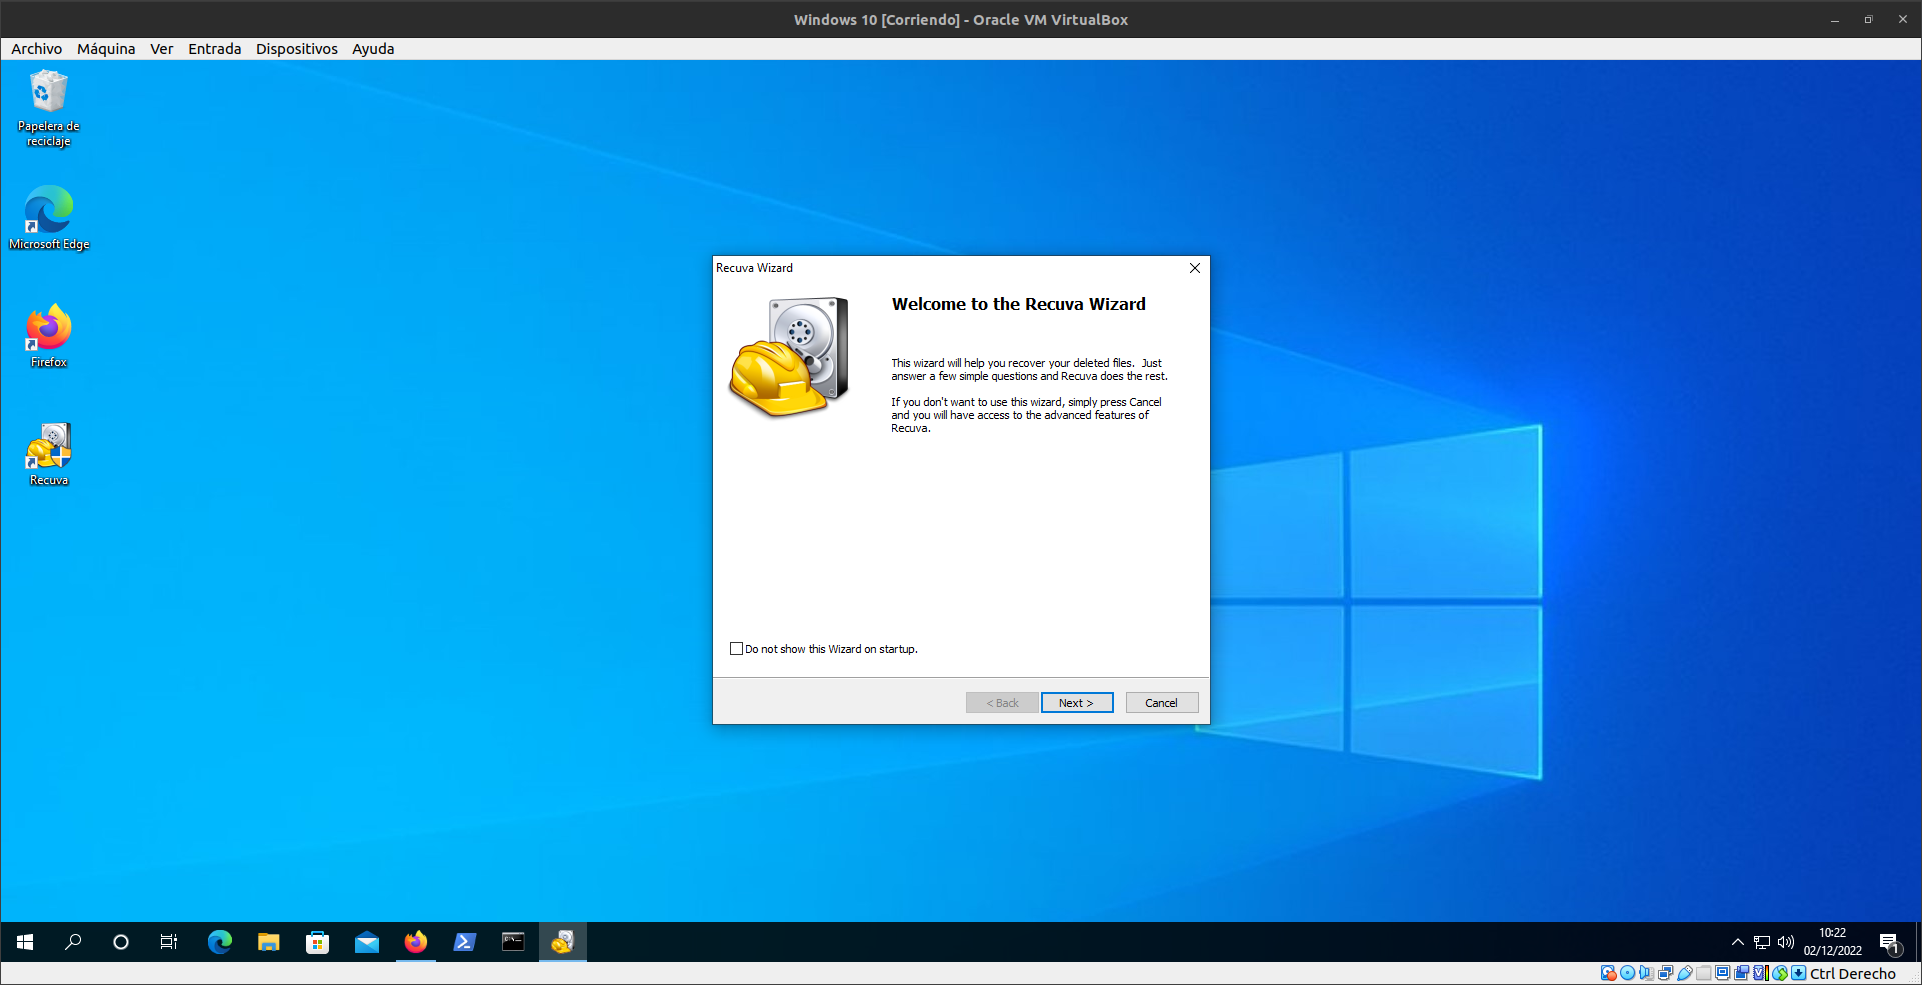 Windows 10 [Corriendo] - Oracle VM VirtualBox
Archivo Máquina Ver Entrada Dispositivos Ayuda
Papelera de
reciclaje
Microsoft Edge
Firefox
Recuva
Recuva Wizard
Welcome to the Recuva Wizard
This wizard will help you recover your deleted files. Just
answer a few simple questions and Recuva does the rest.
If you don't want to use this wizard, simply press Cancel
and you will have access to the advanced features of
Recuva.
Do not show this Wizard on startup.
< Back Next > Cancel
10:22
02/12/2022
1
Ctrl Derecho